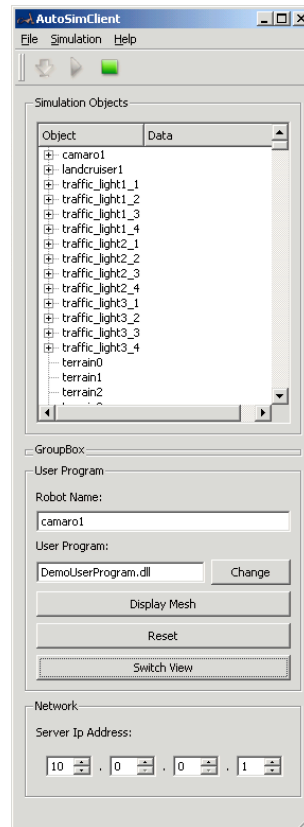 AutoSimClient
File Simulation Help
Simulation Objects
Object Data
camaro1
landcruiser1
traffic_light1_1
traffic_light1_2
traffic_light1_3
traffic_light1_4
traffic_light2_1
traffic_light2_2
traffic_light2_3
traffic_light2_4
traffic_light3_1
traffic_light3_2
traffic_light3_3
traffic_light3_4
terrain0
terrain1
terrain2
GroupBox
User Program
Robot Name:
camaro1
User Program:
DemoUserProgram.dll Change
Display Mesh
Reset
Switch View
Network
Server Ip Address:
10 . 0 . 0 . 1